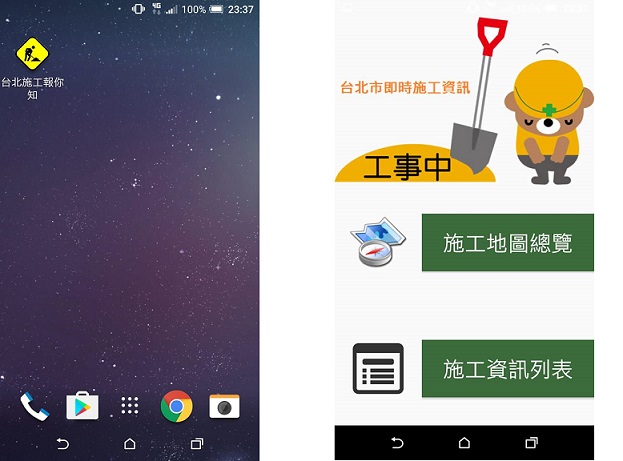 4G 100% 23:37
台北施工報你
知
台北市即時施工資訊
工事中
施工地圖總覽
施工資訊列表